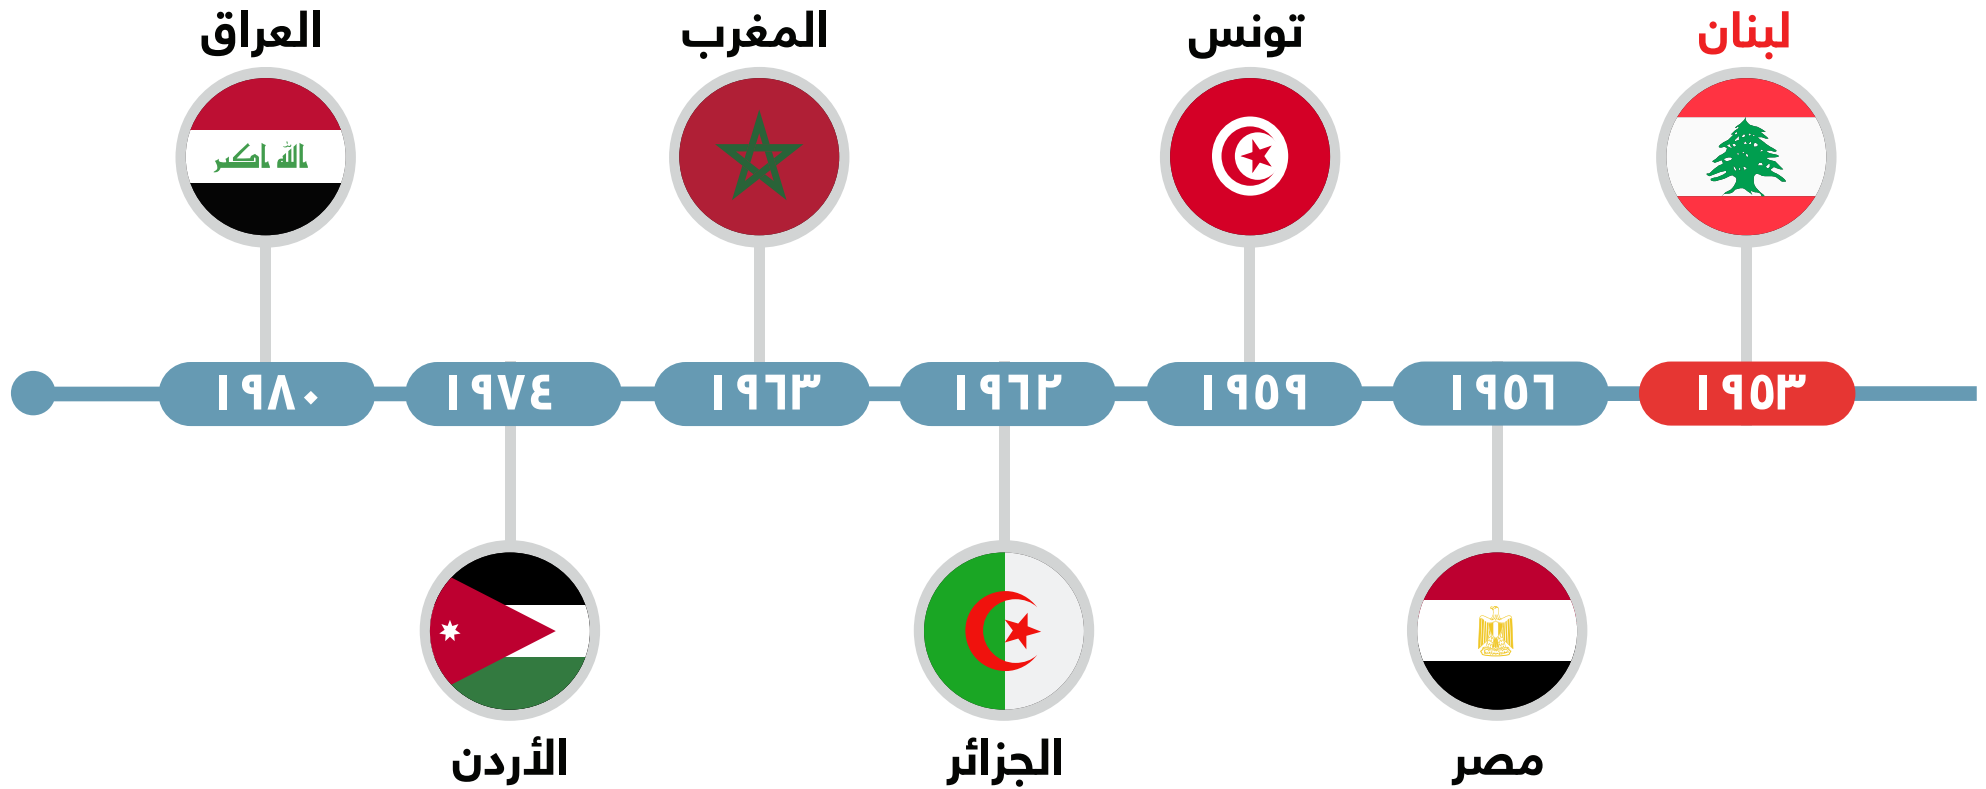 لبنان
تونس
المغرب
العراق
١٩٥٣
١٩٥٦
١٩٥٩
١٩٦٢
١٩٦٣
١٩٧٤
١٩٨٠
مصر
الجزائر
الأردن
الله اكبر